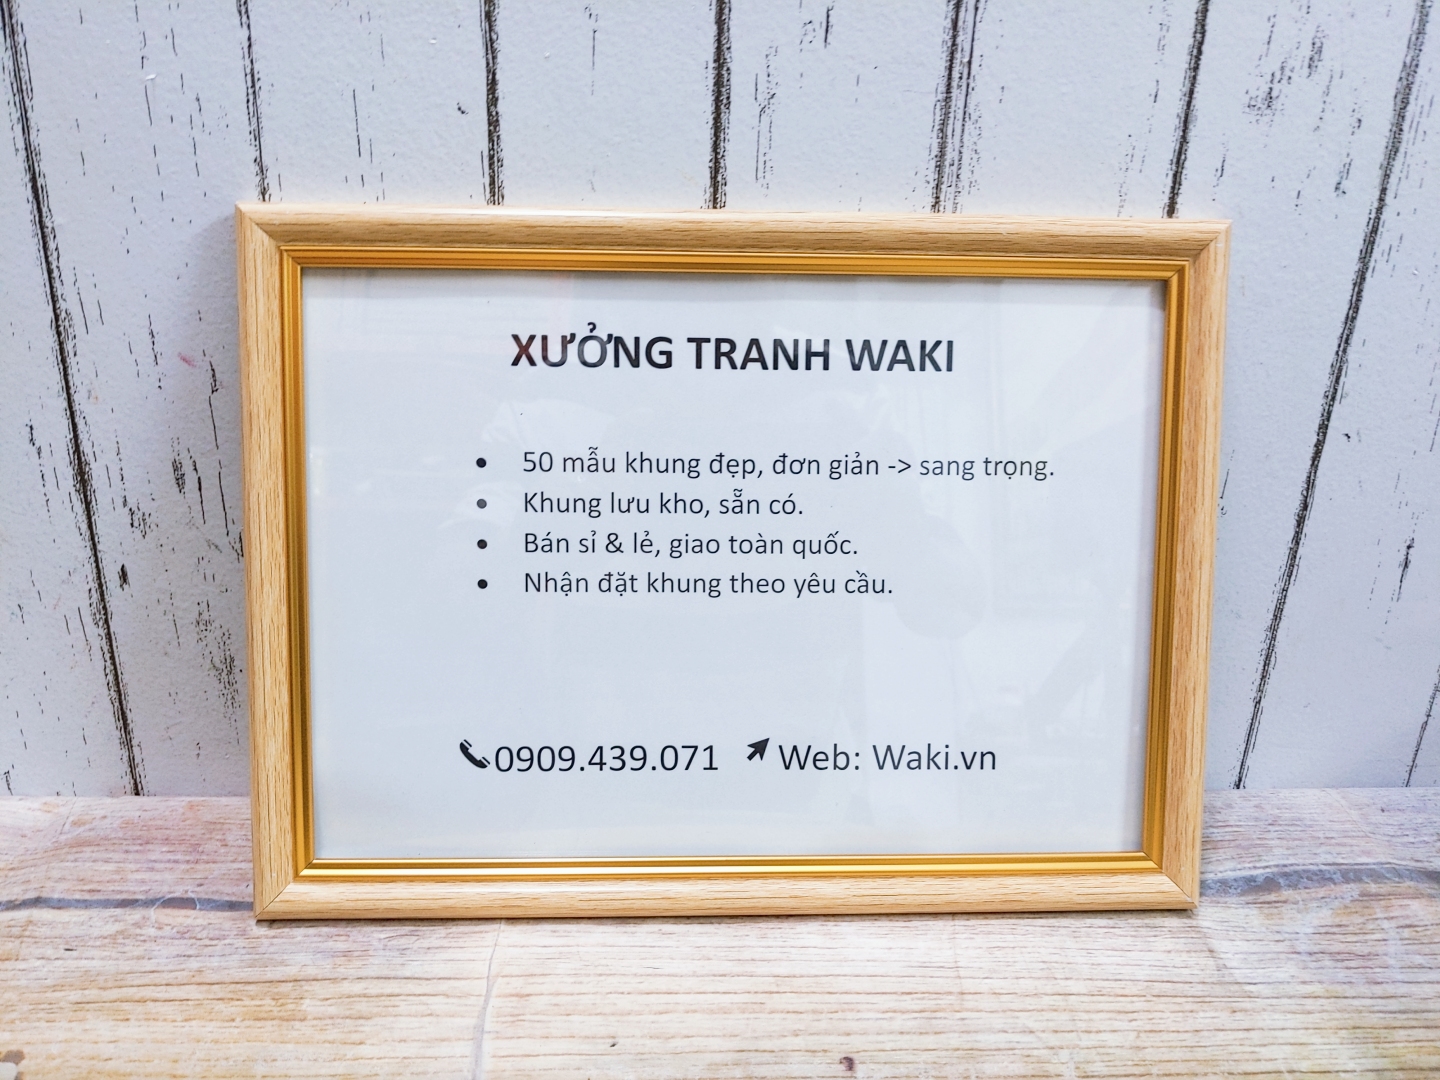 XƯỞNG TRANH WAKI
• 50 mẫu khung đẹp, đơn giản -> sang trọng.
• Khung lưu kho, sẵn có.
• Bán sỉ & lẻ, giao toàn quốc.
• Nhận đặt khung theo yêu cầu.
0909.439.071 Web: Waki.vn